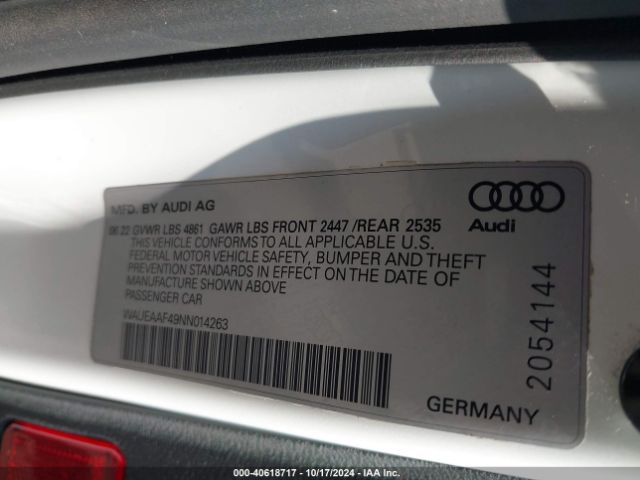 MFD. BY AUDI AG
06 22 GVWR LBS 4861 GAWR LBS FRONT 2447 /REAR 2535
THIS VEHICLE CONFORMS TO ALL APPLICABLE U.S.
FEDERAL MOTOR VEHICLE SAFETY, BUMPER AND THEFT
PREVENTION STANDARDS IN EFFECT ON THE DATE OF
MANUFACTURE SHOWN ABOVE
PASSENGER CAR
WAUEAAF49NN014263
Audi
2054144
GERMANY
000-40618717 - 10/17/2024 - IAA Inc.